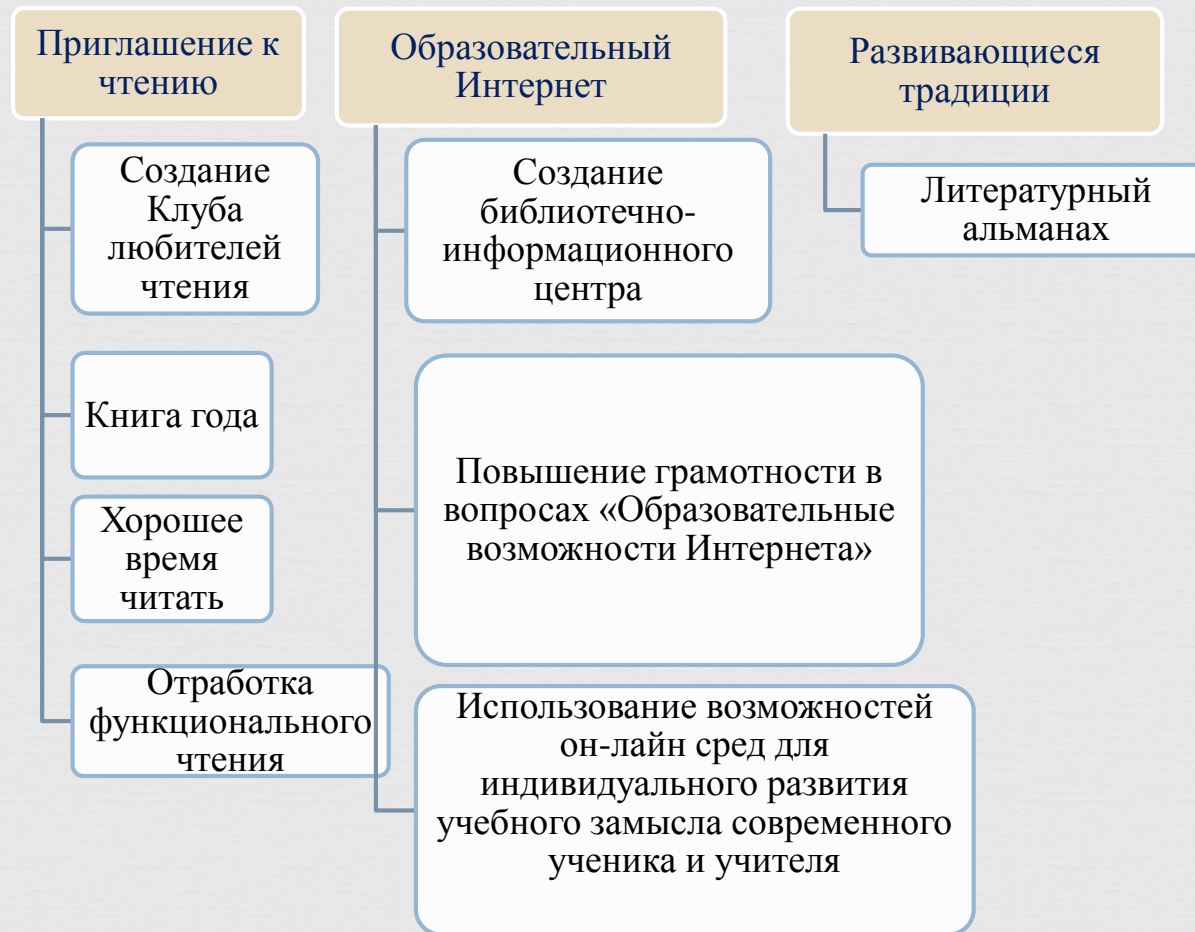 Приглашение к
чтению
Создание
Клуба
любителей
чтения
Книга года
Хорошее
время
читать
Отработка
функционального
чтения
Образовательный
Интернет
Создание
библиотечно-
информационного
центра
Повышение грамотности в
вопросах «Образовательные
возможности Интернета»
Использование возможностей
он-лайн сред для
индивидуального развития
учебного замысла современного
ученика и учителя
Развивающиеся
традиции
Литературный
альманах